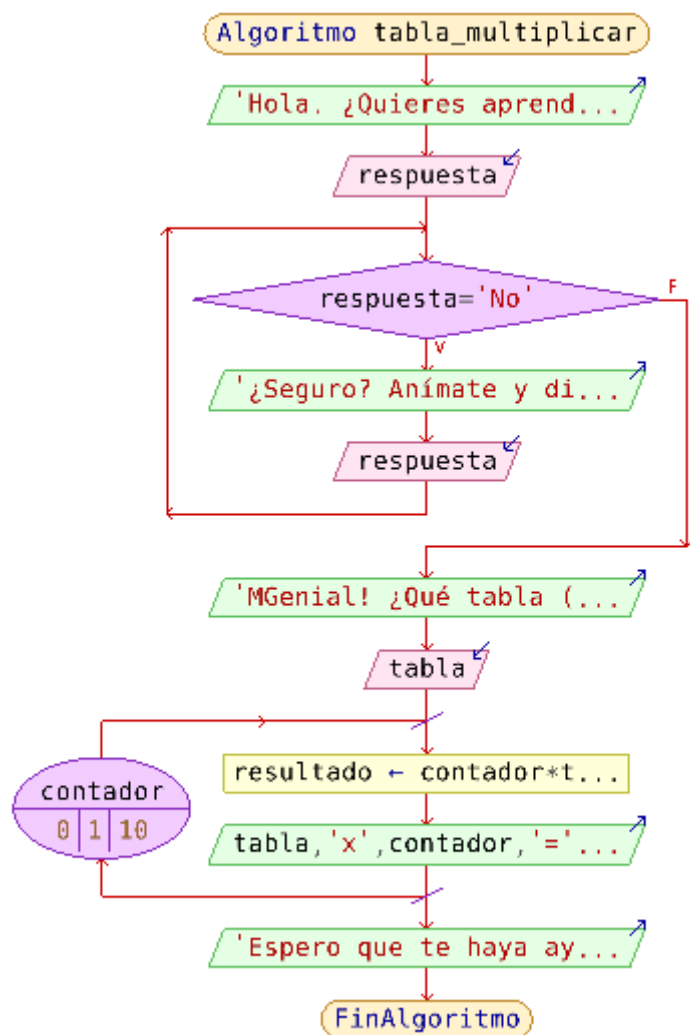 Algoritmo tabla_multiplicar
'Hola. ¿Quieres aprend...
respuesta
respuesta='No'
F
V
'¿Seguro? Anímate y di...
respuesta
'MGenial! ¿Qué tabla (...
tabla
resultado ← contador*t...
contador
0 1 10
tabla,'x',contador,'='...
'Espero que te haya ay...
FinAlgoritmo